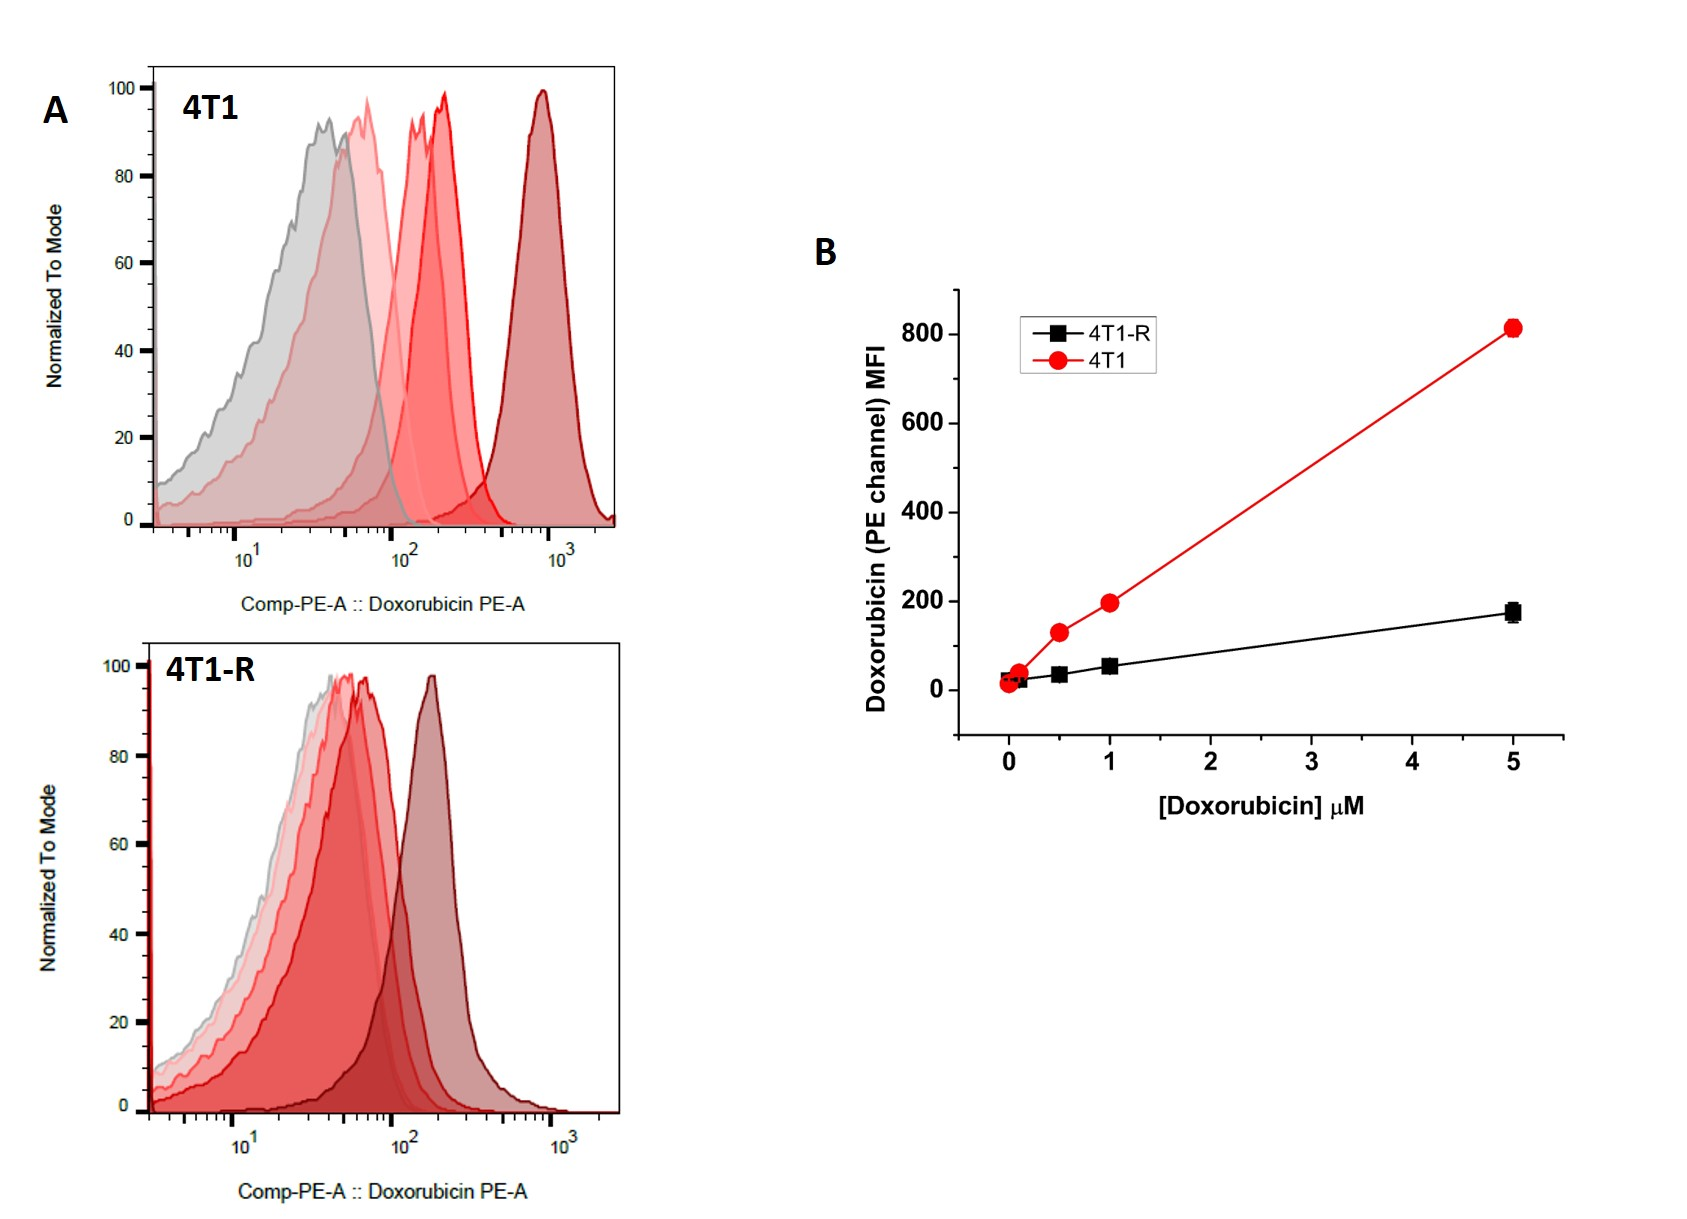 A
4T1
100
80
60
40
20
0
Normalized To Mode
10^1 10^2 10^3
Comp-PE-A :: Doxorubicin PE-A
4T1-R
100
80
60
40
20
0
Normalized To Mode
10^1 10^2 10^3
Comp-PE-A :: Doxorubicin PE-A
B
4T1-R
4T1
800
600
400
200
0
Doxorubicin (PE channel) MFI
0 1 2 3 4 5
[Doxorubicin] μM